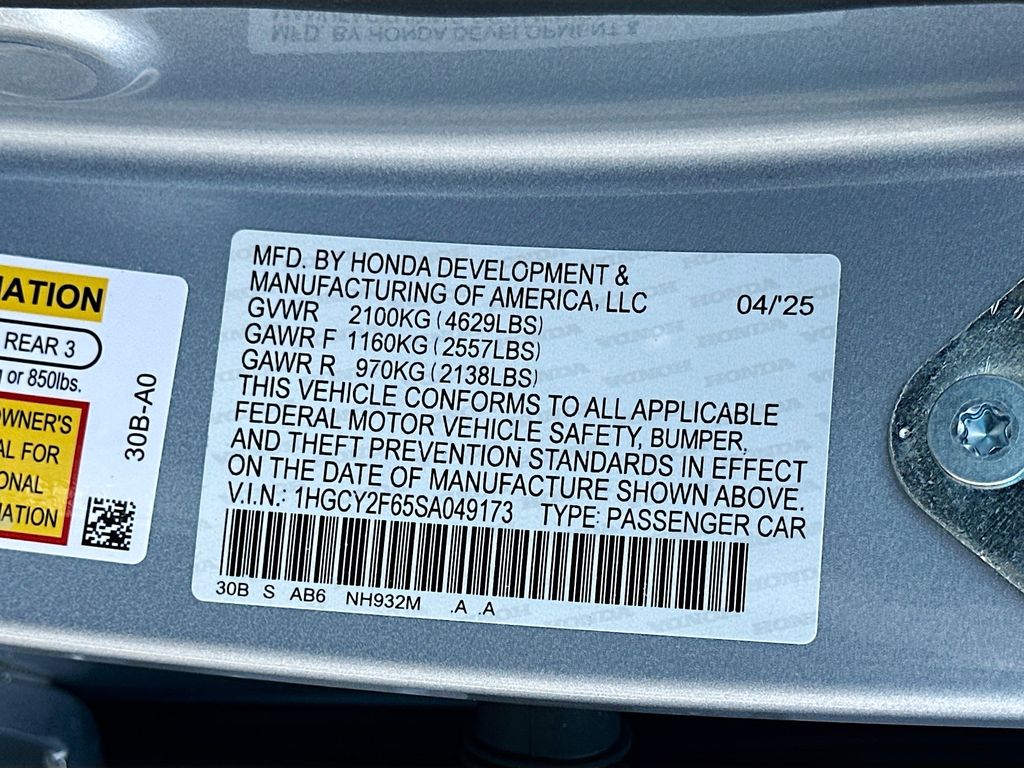 MFD. BY HONDA DEVELOPMENT &
MANUFACTURING OF AMERICA, LLC 04/'25
GVWR 2100KG (4629LBS)
GAWR F 1160KG (2557LBS)
GAWR R 970KG (2138LBS)
THIS VEHICLE CONFORMS TO ALL APPLICABLE
FEDERAL MOTOR VEHICLE SAFETY, BUMPER,
AND THEFT PREVENTION STANDARDS IN EFFECT
ON THE DATE OF MANUFACTURE SHOWN ABOVE.
V.I.N.: 1HGCY2F65SA049173 TYPE: PASSENGER CAR
30B S AB6 NH932M .A .A
MATION
REAR 3
or 850lbs.
OWNER'S
AL FOR
ONAL
MATION
30B-A0